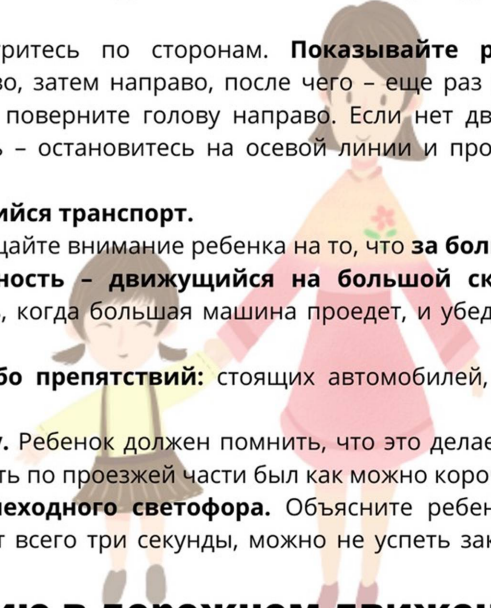 ритесь по сторонам. Показывайте р
во, затем направо, после чего – еще раз
поверните голову направо. Если нет дв
– остановитесь на осевой линии и про
ийся транспорт.
щайте внимание ребенка на то, что за бол
ность – движущийся на большой ск
, когда большая машина проедет, и убед
бо препятствий: стоящих автомобилей,
. Ребенок должен помнить, что это делае
ть по проезжей части был как можно коро
еходного светофора. Объясните ребен
т всего три секунды, можно не успеть зак
ию в дорожном движен